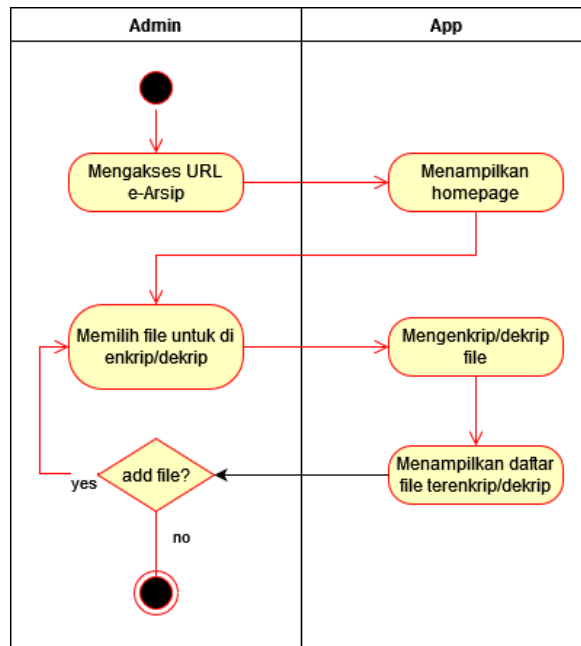 Admin
App
Mengakses URL
e-Arsip
Menampilkan
homepage
Memilih file untuk di
enkrip/dekrip
Mengenkrip/dekrip
file
add file?
Menampilkan daftar
file terenkrip/dekrip
yes
no